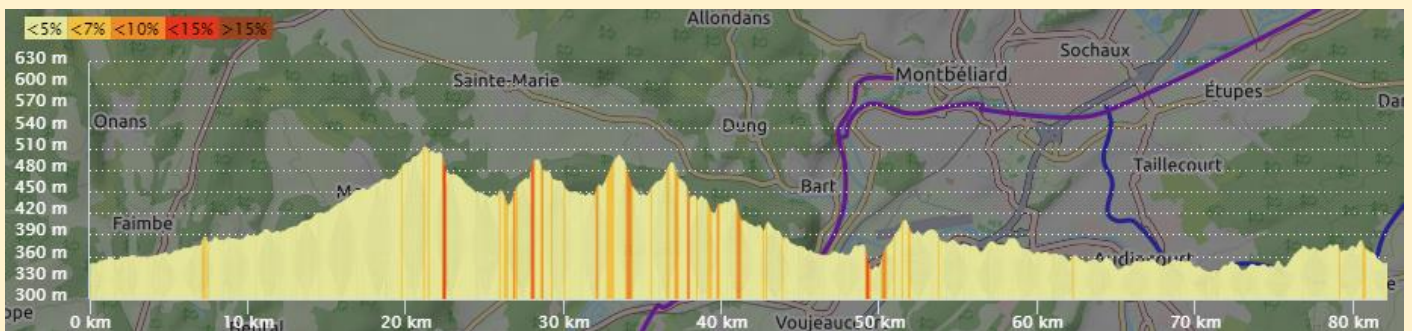 <5% <7% <10% <15% >15%
630 m
600 m
570 m
540 m
510 m
480 m
450 m
420 m
390 m
360 m
330 m
300 m
0 km 10 km 20 km 30 km 40 km 50 km 60 km 70 km 80 km
Allondans
Sochaux
Sainte-Marie
Montbéliard
Étupes
Onans
Dung
Taillecourt
Bart
Faimbe
Audincourt
Voujeaucourt